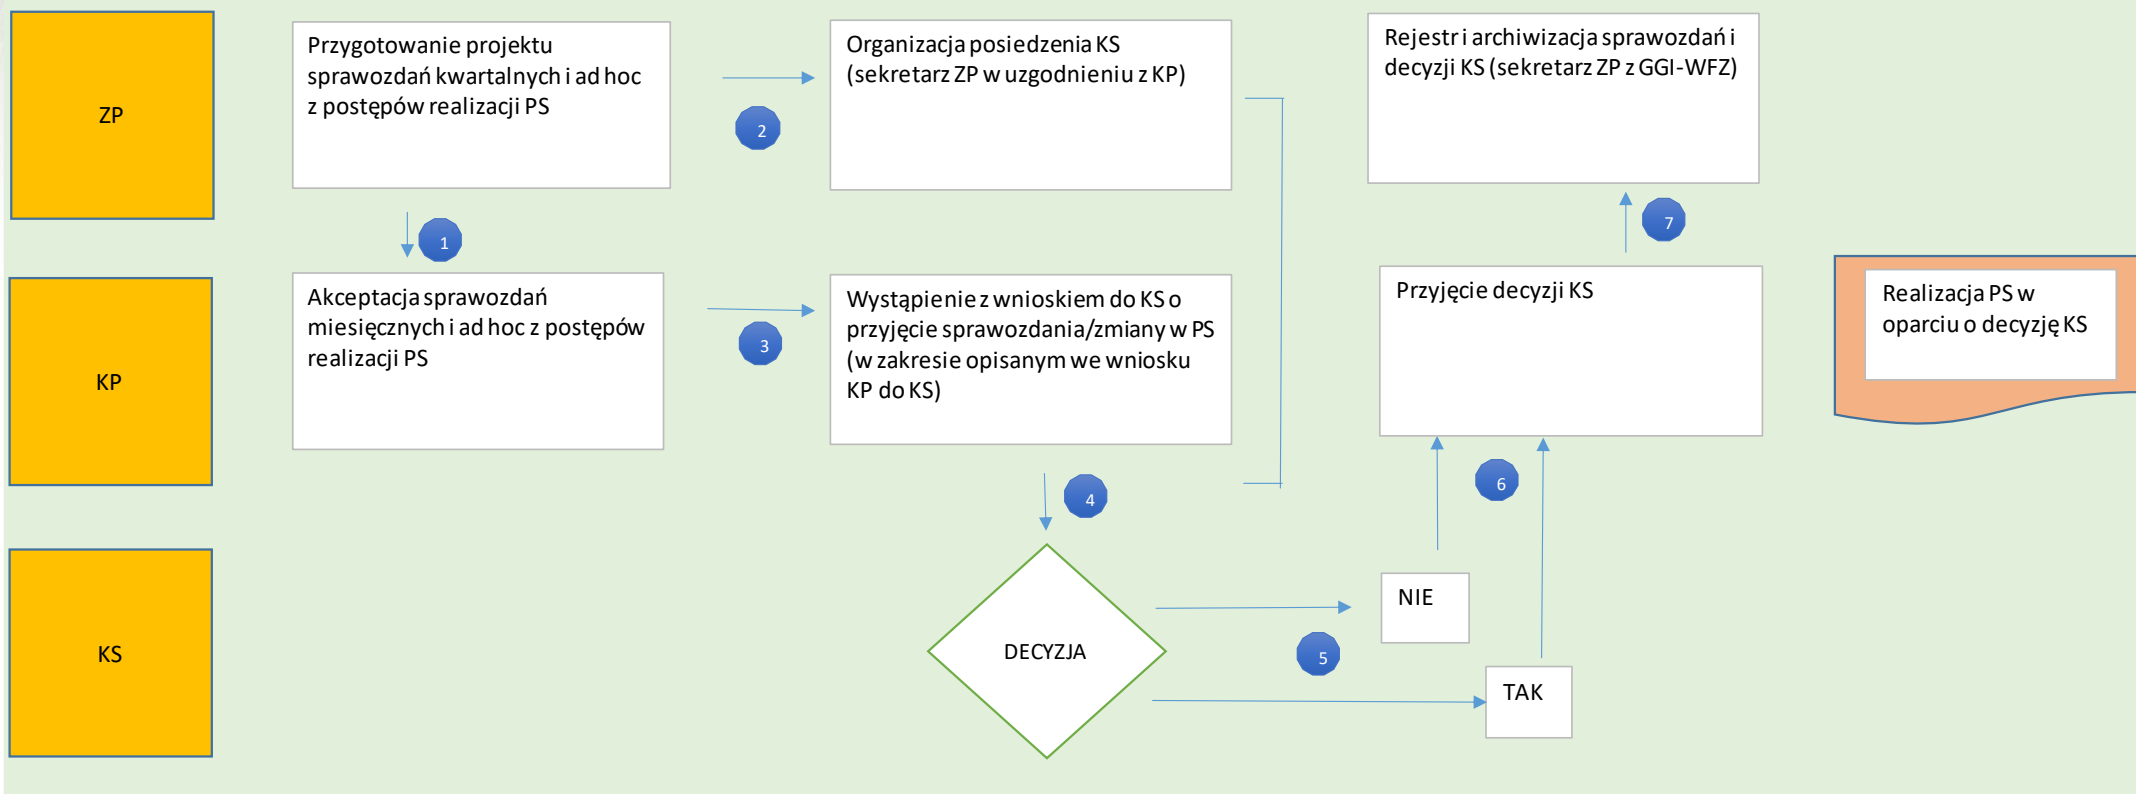 ZP
Przygotowanie projektu
sprawozdań kwartalnych i ad hoc
z postępów realizacji PS
2
Organizacja posiedzenia KS
(sekretarz ZP w uzgodnieniu z KP)
Rejestr i archiwizacja sprawozdań i
decyzji KS (sekretarz ZP z GGI-WFZ)
1
7
KP
Akceptacja sprawozdań
miesięcznych i ad hoc z postępów
realizacji PS
3
Wystąpienie z wnioskiem do KS o
przyjęcie sprawozdania/zmiany w PS
(w zakresie opisanym we wniosku
KP do KS)
Przyjęcie decyzji KS
Realizacja PS w
oparciu o decyzję KS
4
6
KS
DECYZJA
5
NIE
TAK